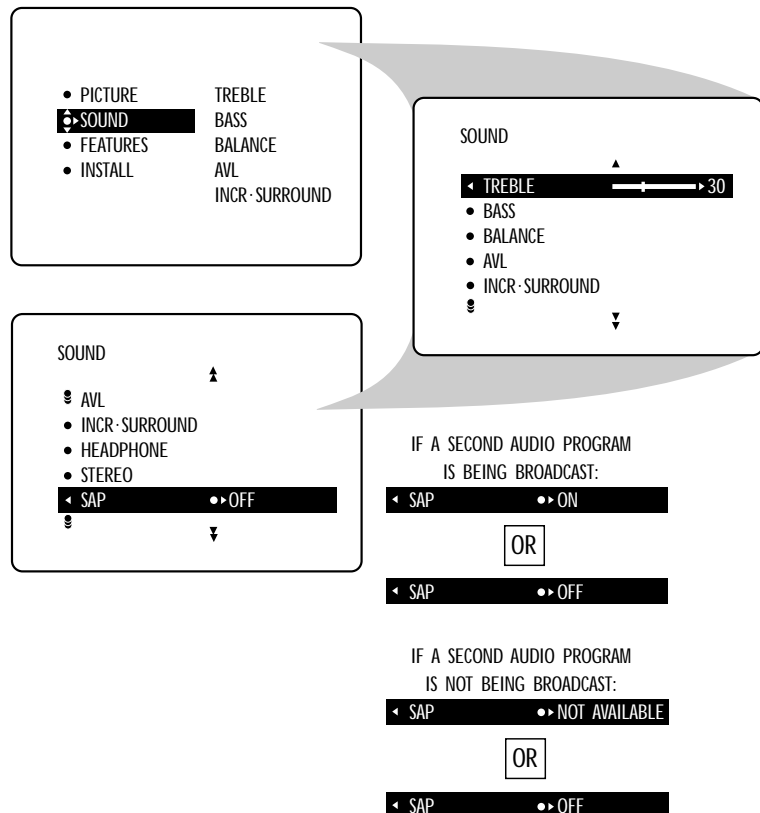 PICTURE TREBLE
SOUND BASS
FEATURES BALANCE
INSTALL AVL
INCR·SURROUND
SOUND
TREBLE 30
BASS
BALANCE
AVL
INCR·SURROUND
SOUND
AVL
INCR·SURROUND
HEADPHONE
STEREO
SAP OFF
IF A SECOND AUDIO PROGRAM
IS BEING BROADCAST:
SAP ON
OR
SAP OFF
IF A SECOND AUDIO PROGRAM
IS NOT BEING BROADCAST:
SAP NOT AVAILABLE
OR
SAP OFF